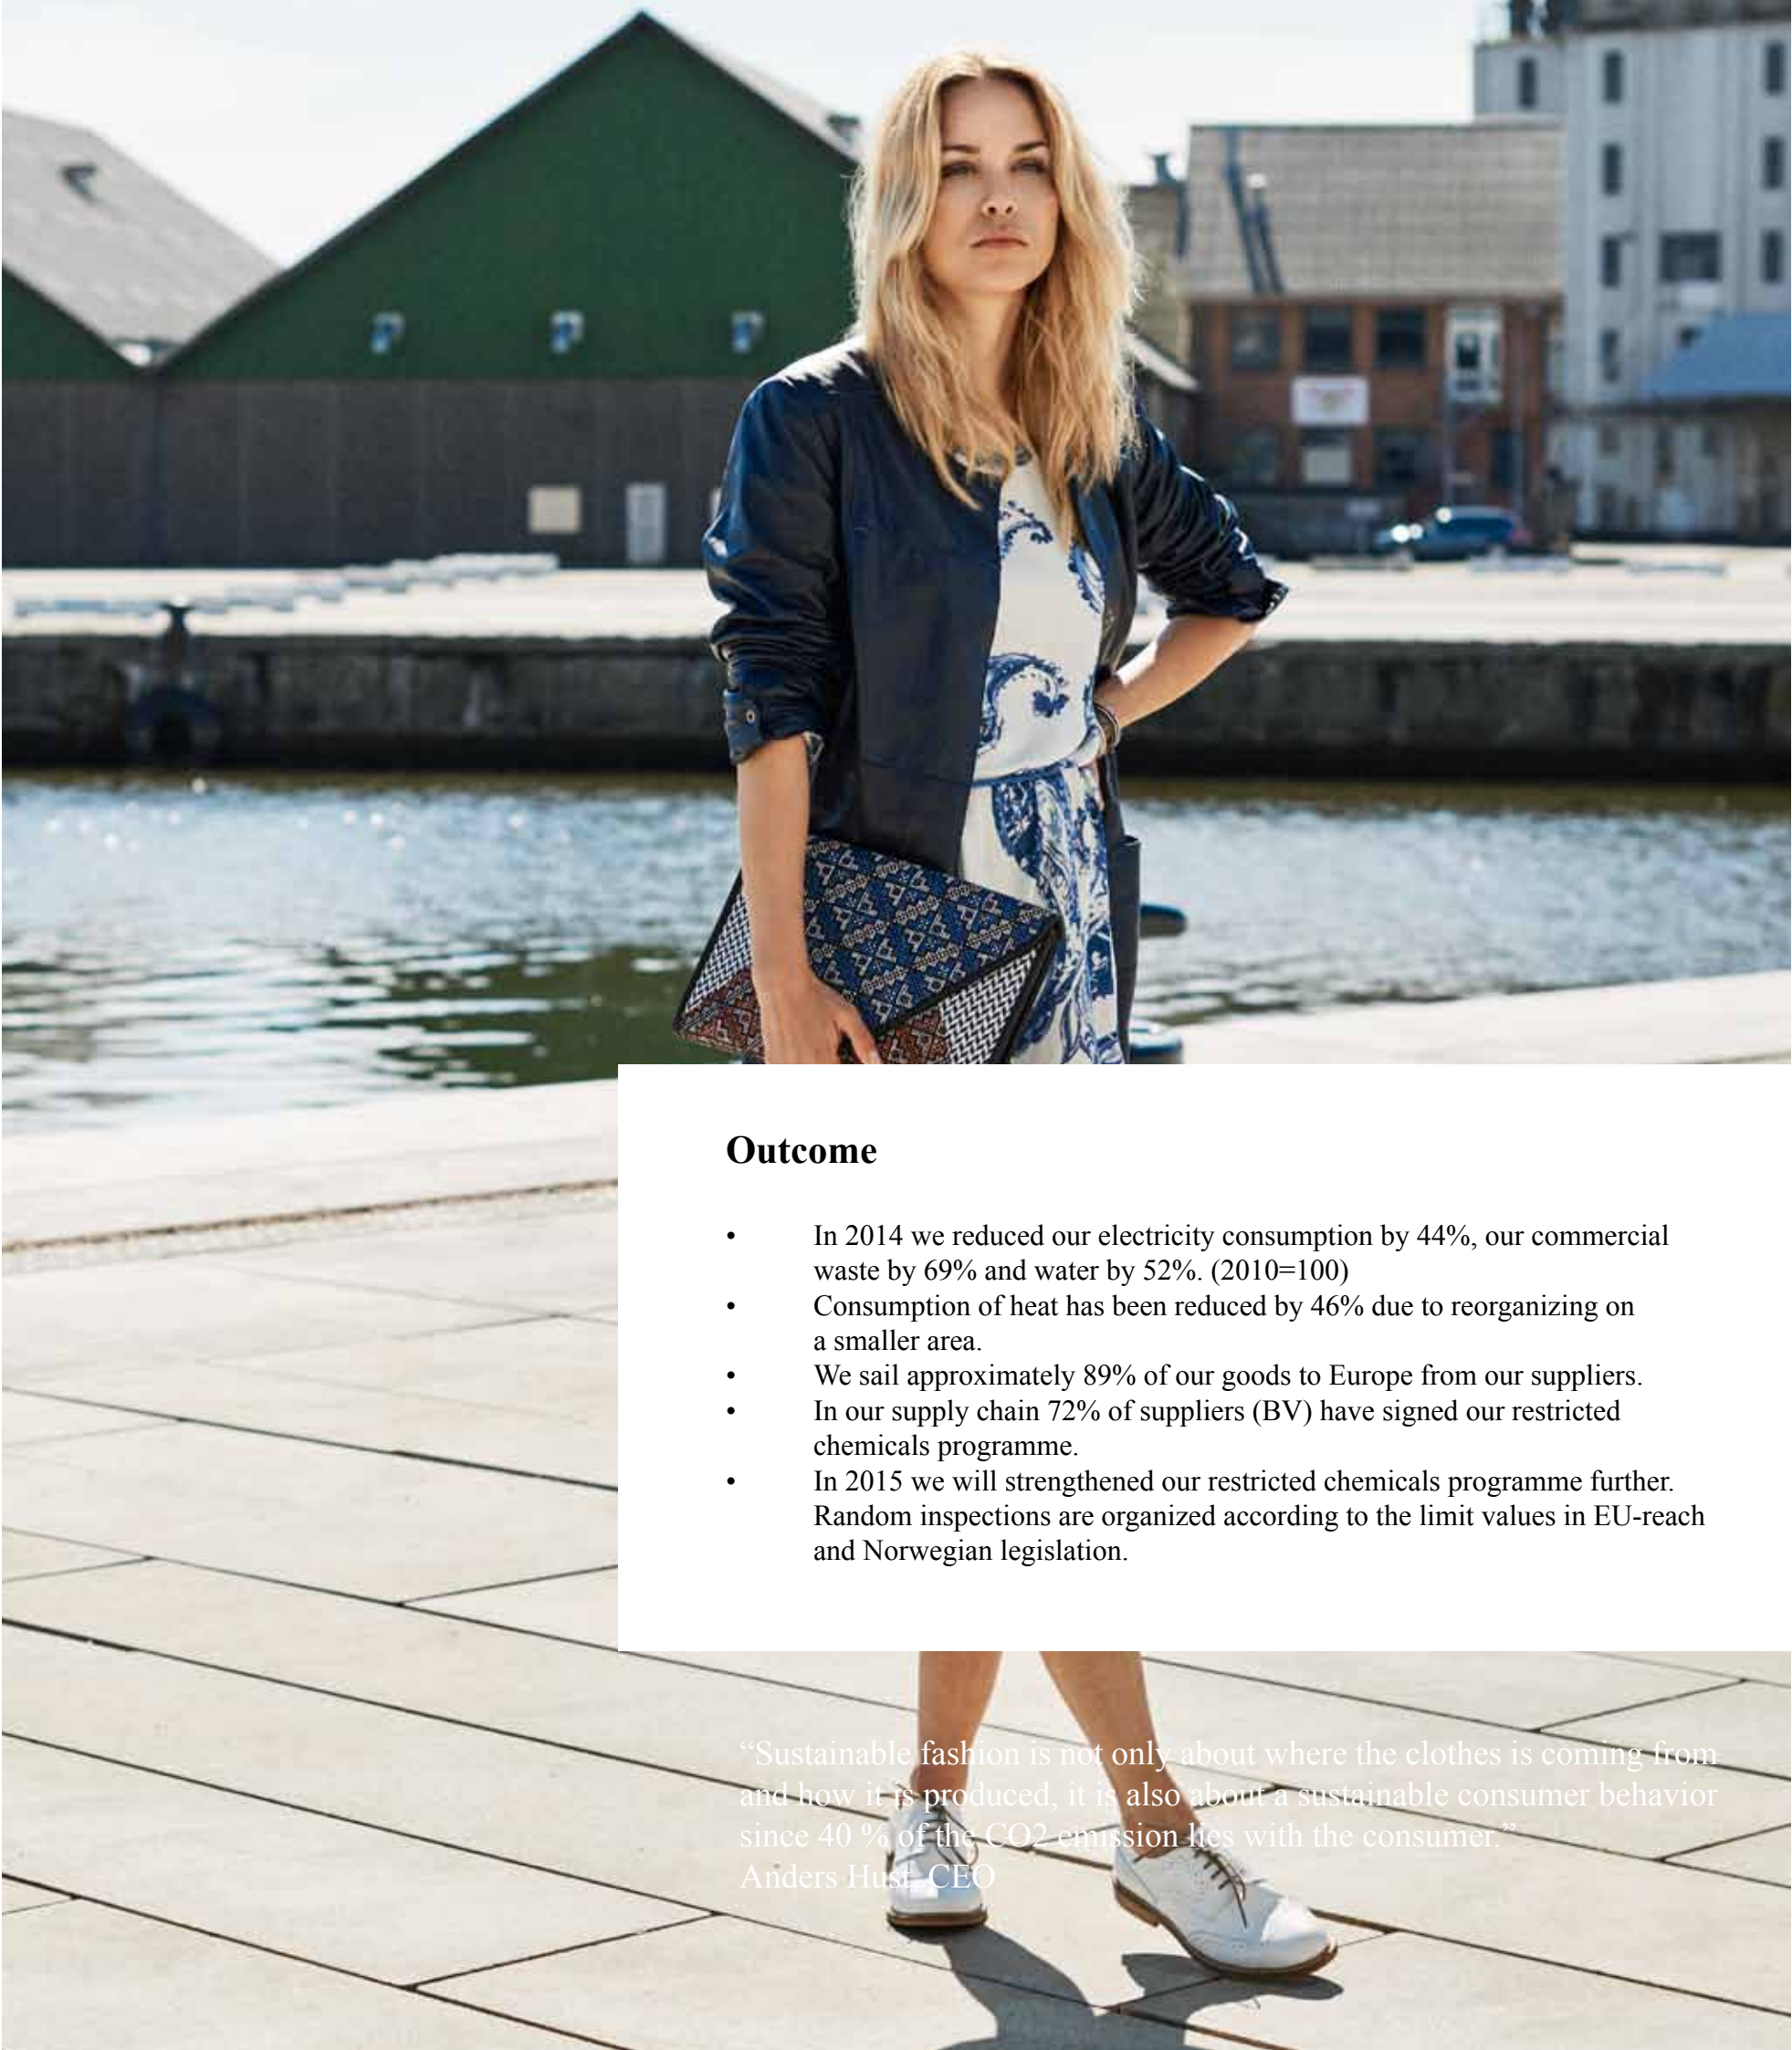 Outcome
• In 2014 we reduced our electricity consumption by 44%, our commercial
waste by 69% and water by 52%. (2010=100)
• Consumption of heat has been reduced by 46% due to reorganizing on
a smaller area.
• We sail approximately 89% of our goods to Europe from our suppliers.
• In our supply chain 72% of suppliers (BV) have signed our restricted
chemicals programme.
• In 2015 we will strengthened our restricted chemicals programme further.
Random inspections are organized according to the limit values in EU-reach
and Norwegian legislation.
“Sustainable fashion is not only about where the clothes is coming from
and how it is produced, it is also about a sustainable consumer behavior
since 40 % of the CO2 emission lies with the consumer.”
Anders Hust, CEO